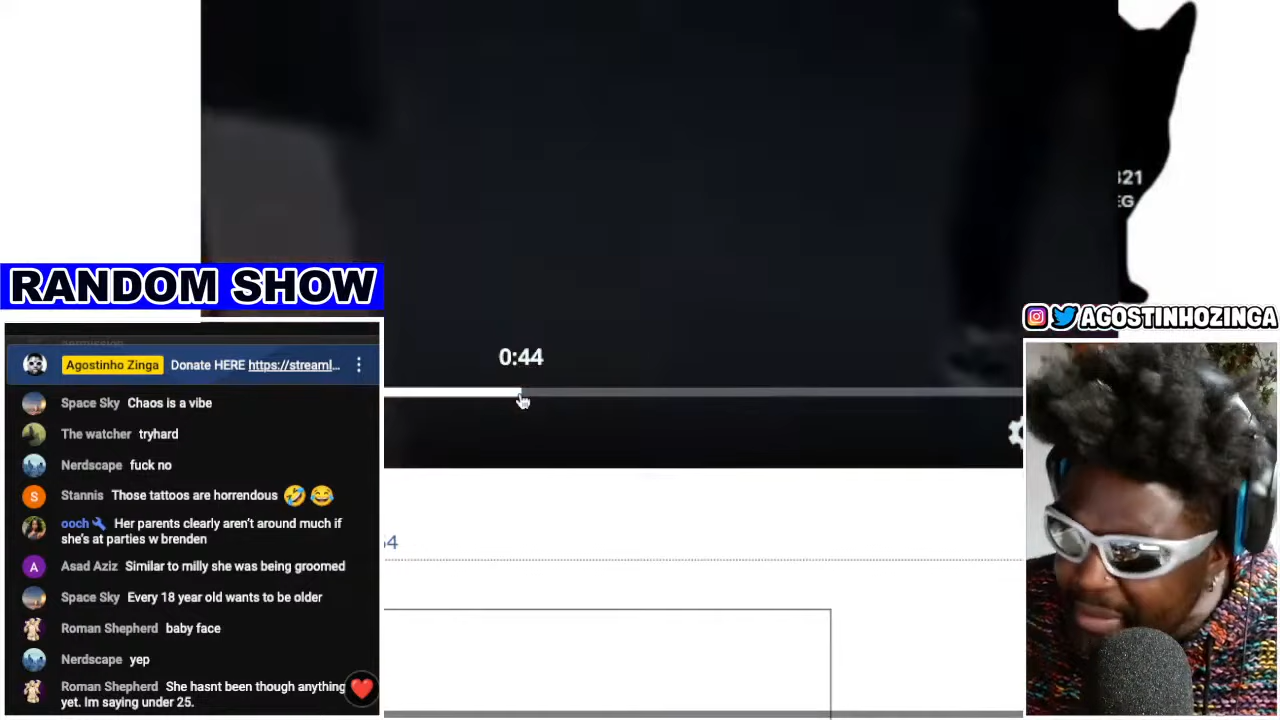 321
EG
RANDOM SHOW
AGOSTINHOZINGA
0:44
Agostinho Zinga Donate HERE https://streaml...
Space Sky Chaos is a vibe
The watcher tryhard
Nerdscape fuck no
Stannis Those tattoos are horrendous 🤣 😂
ooch Her parents clearly aren't around much if
she's at parties w brenden
Asad Aziz Similar to milly she was being groomed
Space Sky Every 18 year old wants to be older
Roman Shepherd baby face
Nerdscape yep
Roman Shepherd She hasnt been though anything
yet. Im saying under 25.